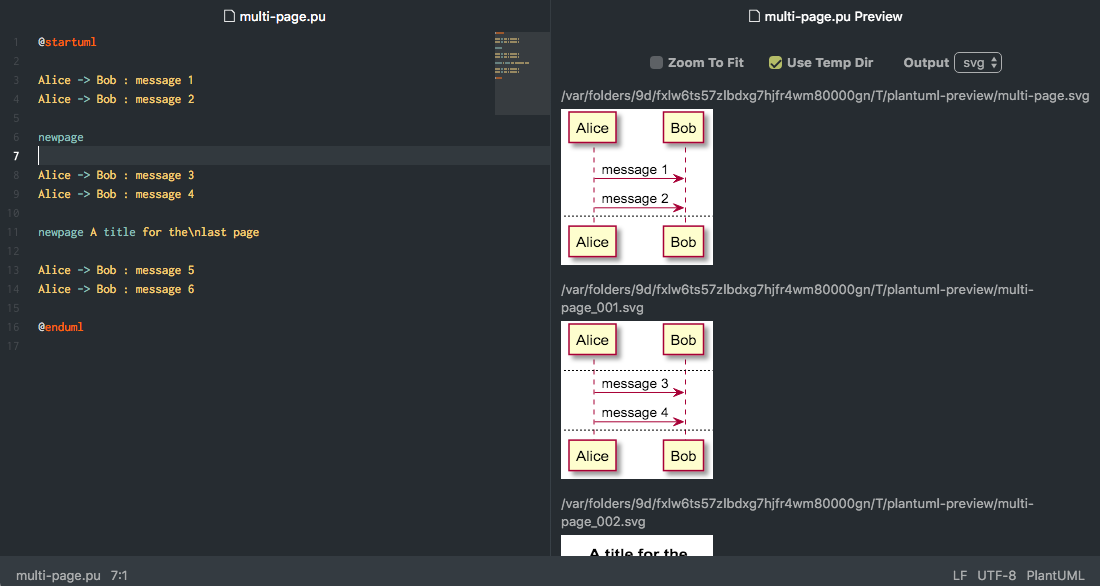 multi-page.pu
1 @startuml
2
3 Alice -> Bob : message 1
4 Alice -> Bob : message 2
5
6 newpage
7
8 Alice -> Bob : message 3
9 Alice -> Bob : message 4
10
11 newpage A title for the\nlast page
12
13 Alice -> Bob : message 5
14 Alice -> Bob : message 6
15
16 @enduml
17
multi-page.pu Preview
Zoom To Fit Use Temp Dir Output svg
/var/folders/9d/fxlw6ts57zlbdxg7hjfr4wm80000gn/T/plantuml-preview/multi-page.svg
Alice Bob
message 1
message 2
Alice Bob
/var/folders/9d/fxlw6ts57zlbdxg7hjfr4wm80000gn/T/plantuml-preview/multi-
page_001.svg
Alice Bob
message 3
message 4
Alice Bob
/var/folders/9d/fxlw6ts57zlbdxg7hjfr4wm80000gn/T/plantuml-preview/multi-
page_002.svg
A title for the
multi-page.pu 7:1 LF UTF-8 PlantUML